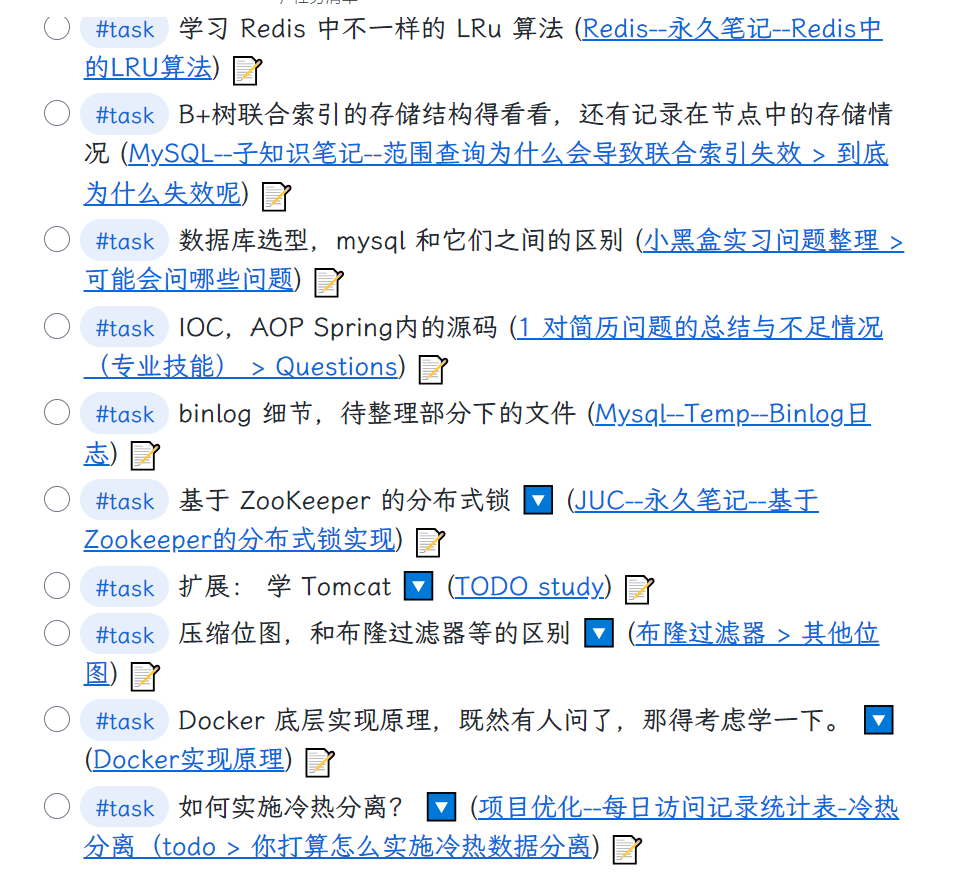 #task 学习 Redis 中不一样的 LRu 算法 (Redis--永久笔记--Redis中
的LRU算法)
#task B+树联合索引的存储结构得看看，还有记录在节点中的存储情
况 (MySQL--子知识笔记--范围查询为什么会导致联合索引失效 > 到底
为什么失效呢)
#task 数据库选型，mysql 和它们之间的区别 (小黑盒实习问题整理 >
可能会问哪些问题)
#task IOC，AOP Spring内的源码 (1 对简历问题的总结与不足情况
（专业技能） > Questions)
#task binlog 细节，待整理部分下的文件 (Mysql--Temp--Binlog日
志)
#task 基于 ZooKeeper 的分布式锁 (JUC--永久笔记--基于
Zookeeper的分布式锁实现)
#task 扩展： 学 Tomcat (TODO study)
#task 压缩位图，和布隆过滤器等的区别 (布隆过滤器 > 其他位
图)
#task Docker 底层实现原理，既然有人问了，那得考虑学一下。
(Docker实现原理)
#task 如何实施冷热分离？ (项目优化--每日访问记录统计表-冷热
分离（todo > 你打算怎么实施冷热数据分离)